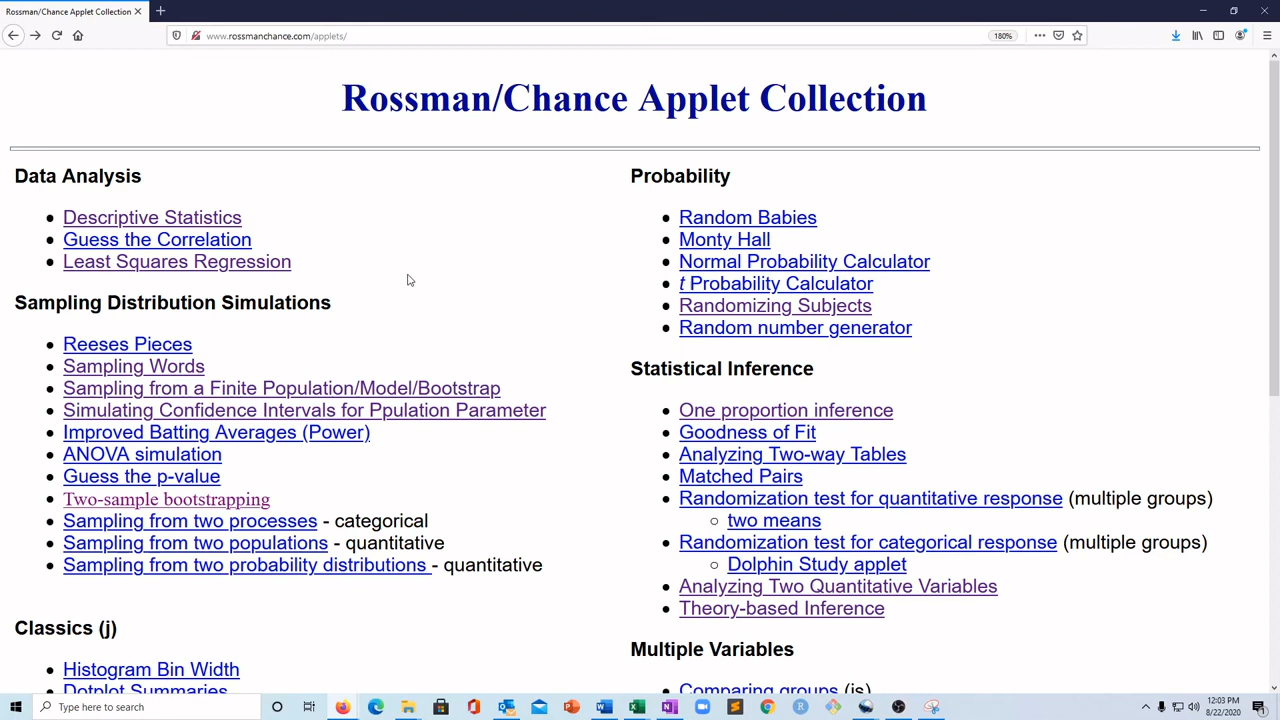 Rossman/Chance Applet Collection
www.rossmanchance.com/applets/
180%
Rossman/Chance Applet Collection
Data Analysis
Descriptive Statistics
Guess the Correlation
Least Squares Regression
Sampling Distribution Simulations
Reeses Pieces
Sampling Words
Sampling from a Finite Population/Model/Bootstrap
Simulating Confidence Intervals for Ppulation Parameter
Improved Batting Averages (Power)
ANOVA simulation
Guess the p-value
Two-sample bootstrapping
Sampling from two processes - categorical
Sampling from two populations - quantitative
Sampling from two probability distributions - quantitative
Classics (j)
Histogram Bin Width
Dotplot Summaries
Probability
Random Babies
Monty Hall
Normal Probability Calculator
t Probability Calculator
Randomizing Subjects
Random number generator
Statistical Inference
One proportion inference
Goodness of Fit
Analyzing Two-way Tables
Matched Pairs
Randomization test for quantitative response (multiple groups)
two means
Randomization test for categorical response (multiple groups)
Dolphin Study applet
Analyzing Two Quantitative Variables
Theory-based Inference
Multiple Variables
Comparing groups (js)
Type here to search
12:03 PM
8/22/2020